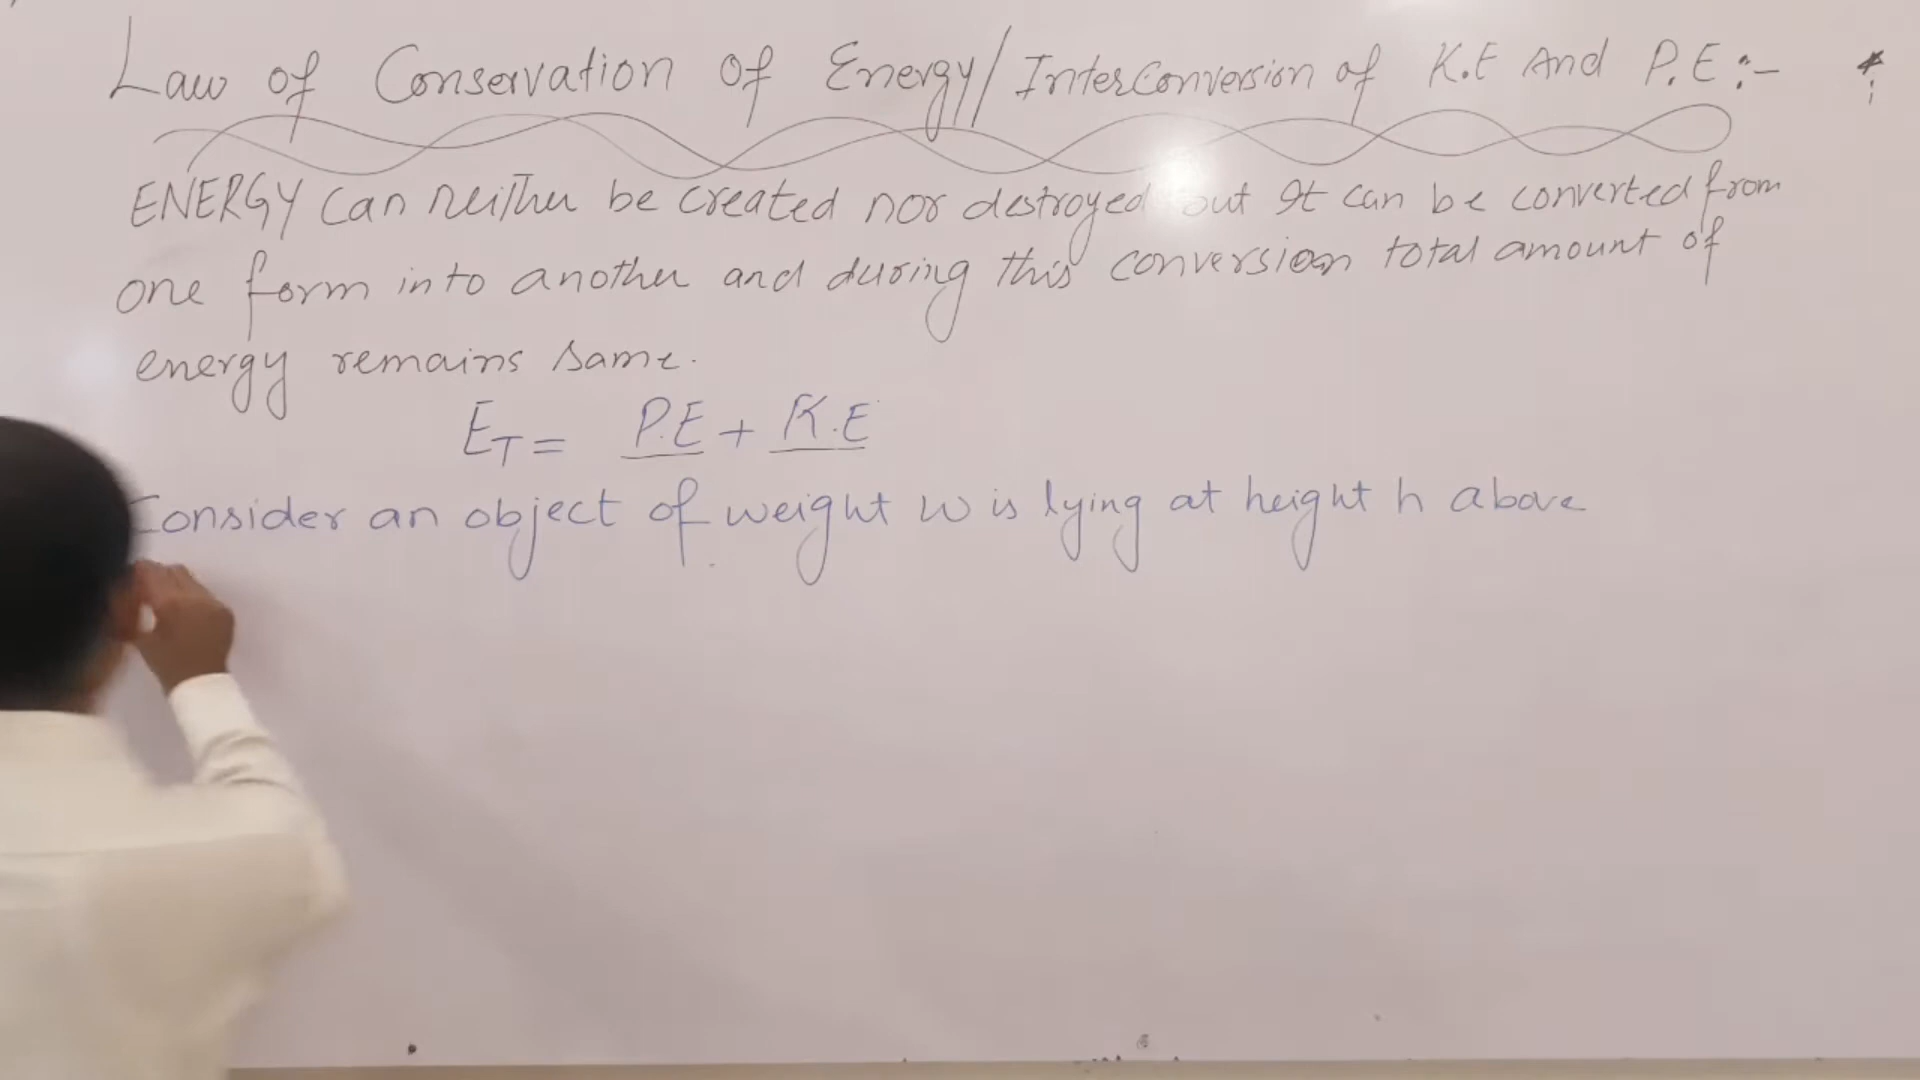 Law of Conservation Of Energy/InterConversion of K.E And P.E:-
ENERGY Can neither be created nor destroyed but It can be converted from
one form into another and during this conversion total amount of
energy remains same.
ET = P.E + K.E
Consider an object of weight w is lying at height h above